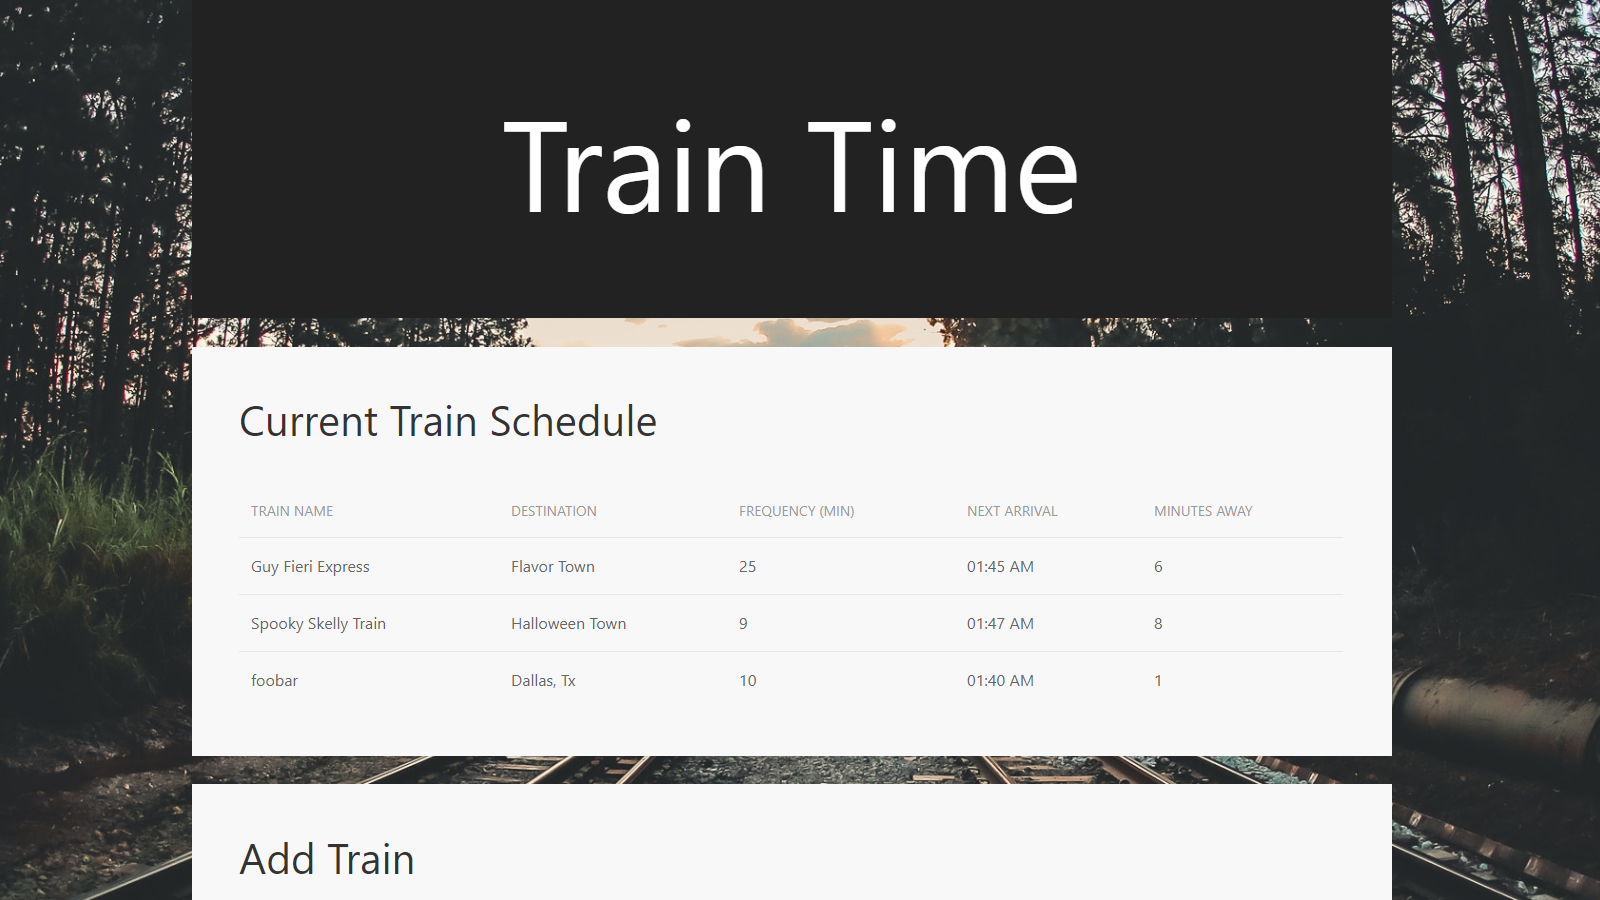 Train Time
Current Train Schedule
TRAIN NAME DESTINATION FREQUENCY (MIN) NEXT ARRIVAL MINUTES AWAY
Guy Fieri Express Flavor Town 25 01:45 AM 6
Spooky Skelly Train Halloween Town 9 01:47 AM 8
foobar Dallas, Tx 10 01:40 AM 1
Add Train